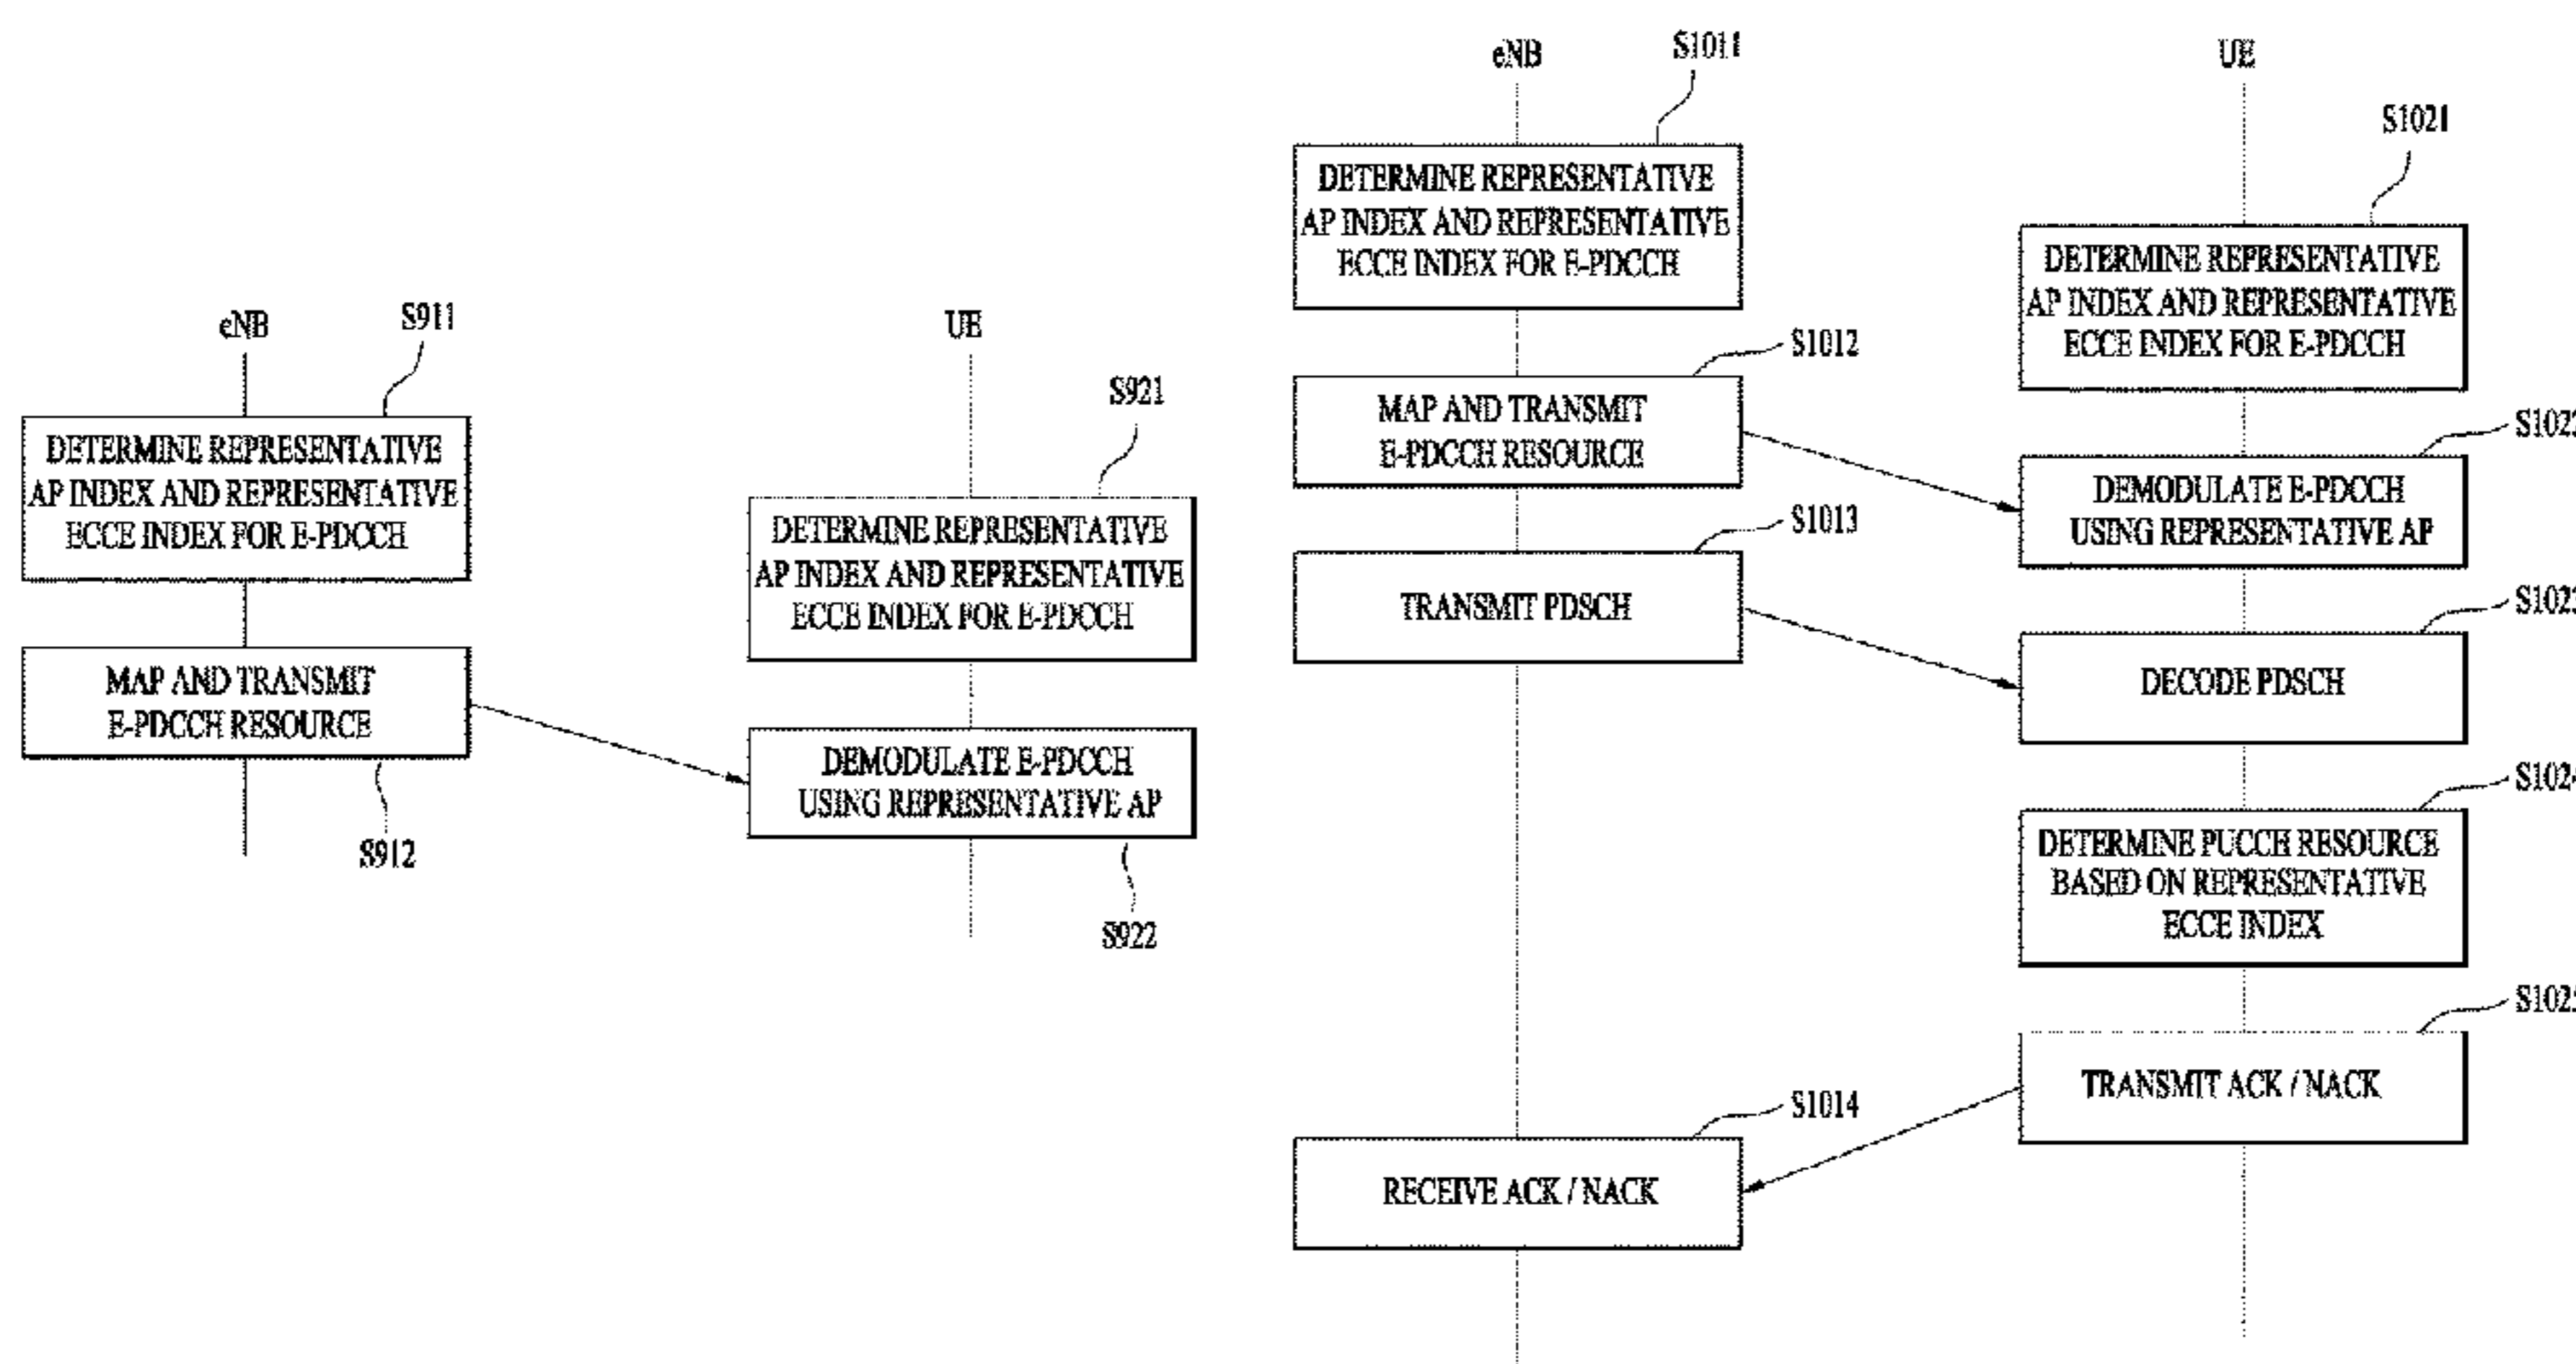 eNB
S911
DETERMINE REPRESENTATIVE
AP INDEX AND REPRESENTATIVE
ECCE INDEX FOR E-PDCCH
MAP AND TRANSMIT
E-PDCCH RESOURCE
S912
UE
S921
DETERMINE REPRESENTATIVE
AP INDEX AND REPRESENTATIVE
ECCE INDEX FOR E-PDCCH
DEMODULATE E-PDCCH
USING REPRESENTATIVE AP
S922
eNB
S1011
DETERMINE REPRESENTATIVE
AP INDEX AND REPRESENTATIVE
ECCE INDEX FOR E-PDCCH
S1012
MAP AND TRANSMIT
E-PDCCH RESOURCE
S1013
TRANSMIT PDSCH
S1014
RECEIVE ACK / NACK
UE
S1021
DETERMINE REPRESENTATIVE
AP INDEX AND REPRESENTATIVE
ECCE INDEX FOR E-PDCCH
S1022
DEMODULATE E-PDCCH
USING REPRESENTATIVE AP
S1023
DECODE PDSCH
S1024
DETERMINE PUCCH RESOURCE
BASED ON REPRESENTATIVE
ECCE INDEX
S1025
TRANSMIT ACK / NACK